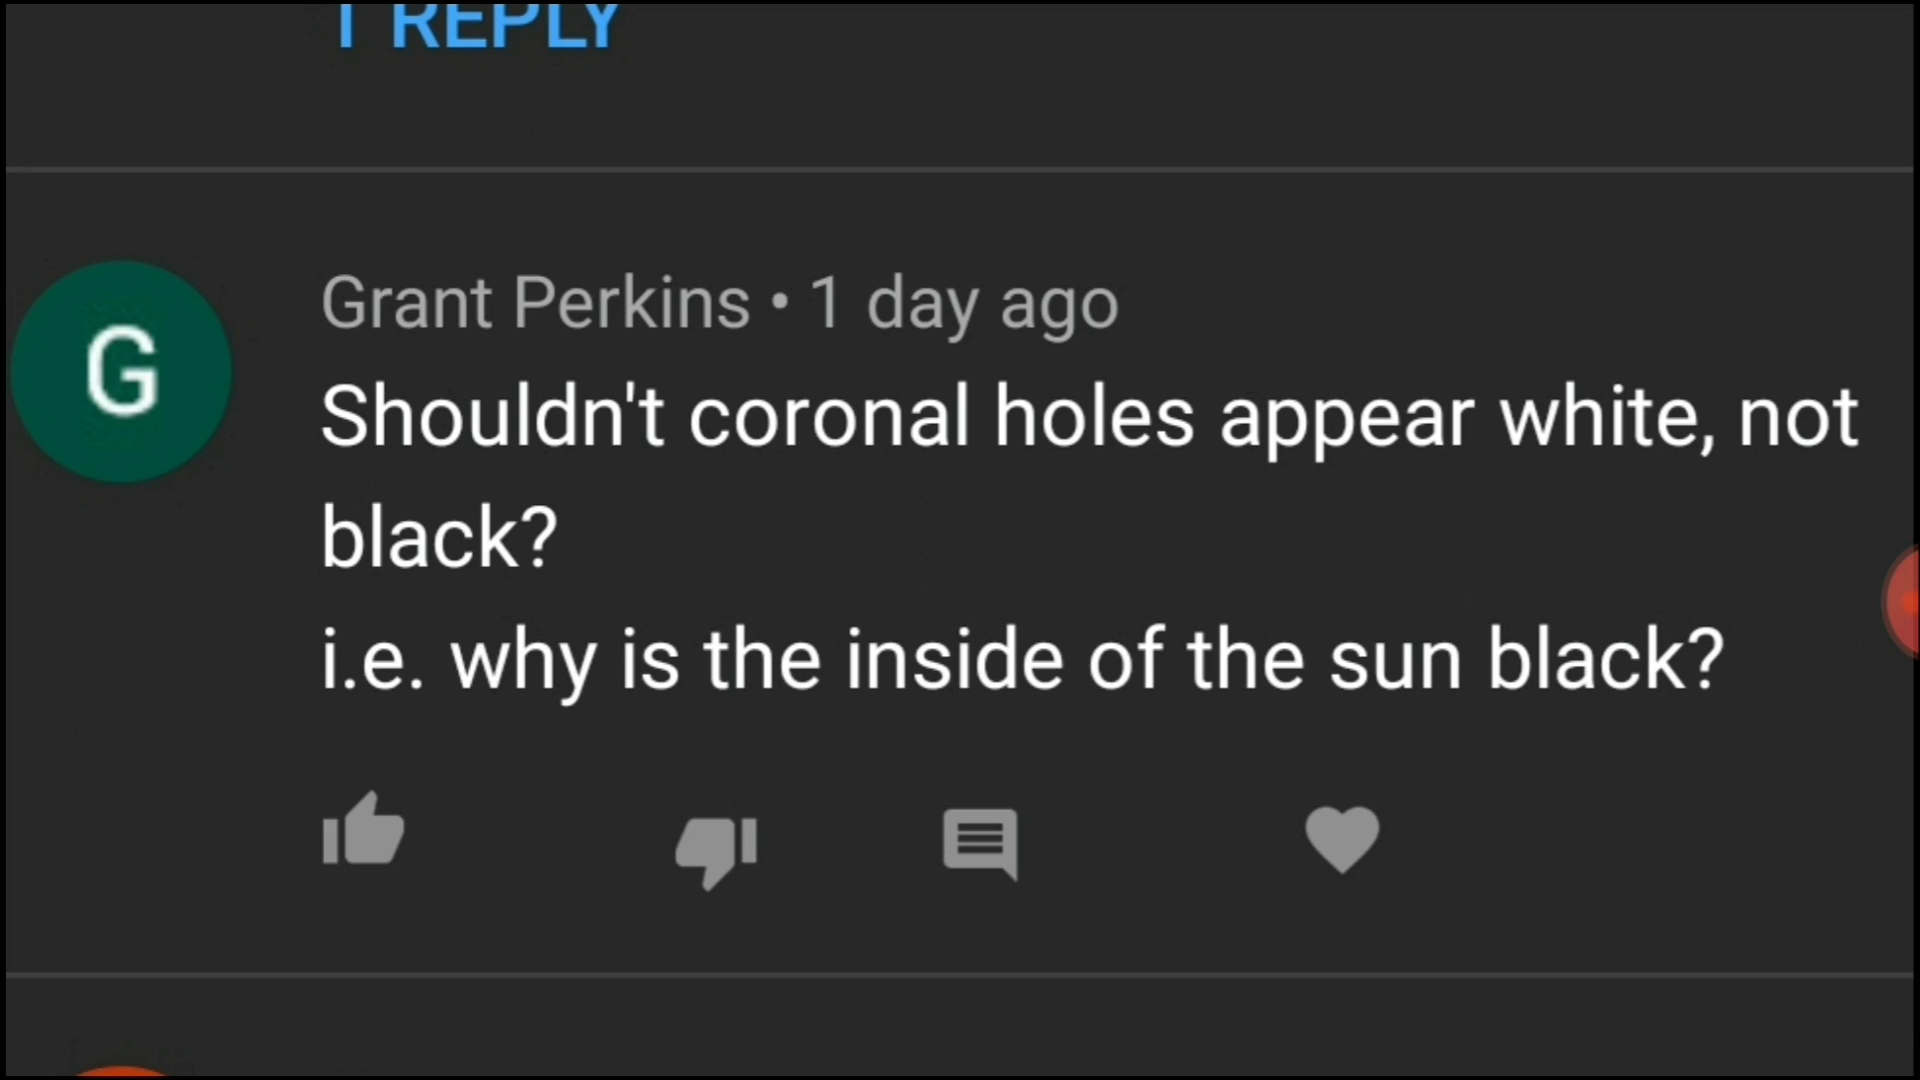 1 REPLY
G
Grant Perkins • 1 day ago
Shouldn't coronal holes appear white, not
black?
i.e. why is the inside of the sun black?